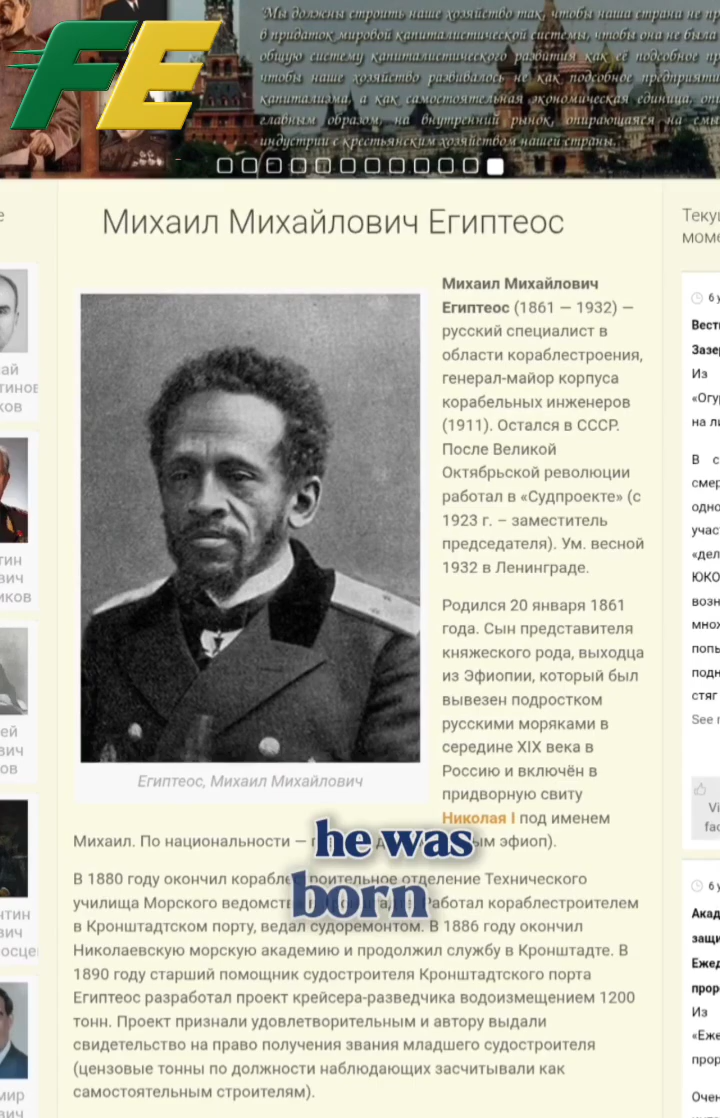 "Мы должны строить наше хозяйство так, чтобы наша страна не пр
в придаток мировой капиталистической системы, чтобы она не была
общую систему капиталистического развития как её подсобное пр
чтобы наше хозяйство развивалось не как подсобное предприяти
капитализма, а как самостоятельная экономическая единица, опи
главным образом, на внутренний рынок, опирающаяся на смы
индустрии с крестьянским хозяйством нашей страны.
FE
Михаил Михайлович Египтеос
Михаил Михайлович
Египтеос (1861 — 1932) —
русский специалист в
области кораблестроения,
генерал-майор корпуса
корабельных инженеров
(1911). Остался в СССР.
После Великой
Октябрьской революции
работал в «Судпроекте» (с
1923 г. – заместитель
председателя). Ум. весной
1932 в Ленинграде.
Родился 20 января 1861
года. Сын представителя
княжеского рода, выходца
из Эфиопии, который был
вывезен подростком
русскими моряками в
середине XIX века в
Россию и включён в
придворную свиту
Николая I под именем
Михаил. По национальности — ым эфиоп).
Египтеос, Михаил Михайлович
he was
born
В 1880 году окончил кораблестроительное отделение Технического
училища Морского ведомства Работал кораблестроителем
в Кронштадтском порту, ведал судоремонтом. В 1886 году окончил
Николаевскую морскую академию и продолжил службу в Кронштадте. В
1890 году старший помощник судостроителя Кронштадтского порта
Египтеос разработал проект крейсера-разведчика водоизмещением 1200
тонн. Проект признали удовлетворительным и автору выдали
свидетельство на право получения звания младшего судостроителя
(цензовые тонны по должности наблюдающих засчитывали как
самостоятельным строителям).
е
ай
тинов
ков
тин
вич
иков
ей
вич
ов
нтин
вич
осце
мир
вич
Теку
моме
6 у
Вест
Зазе
Из
«Огу
на ли
В с
смер
одно
учас
«дел
ЮКО
возн
множ
попы
подн
стяг
See m
Vi
fac
6 у
Акад
защи
Ежед
прор
Из
«Еже
прор
Очен